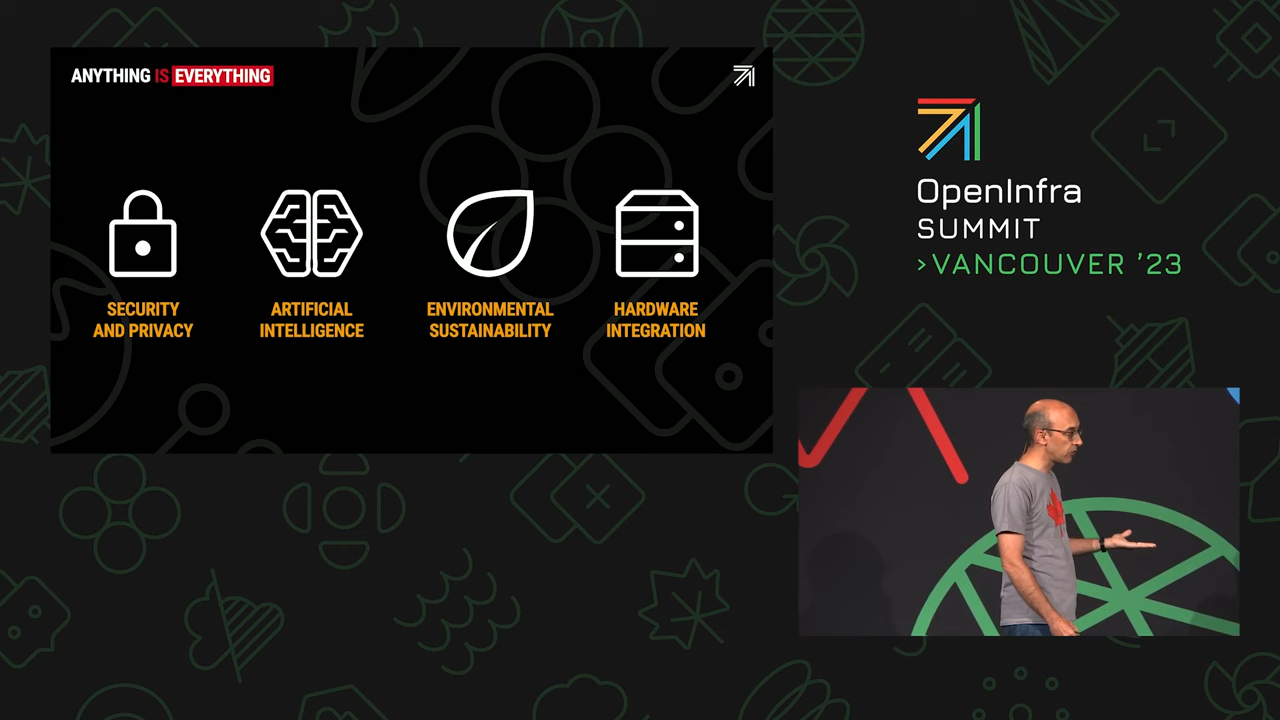 ANYTHING IS EVERYTHING
SECURITY
AND PRIVACY
ARTIFICIAL
INTELLIGENCE
ENVIRONMENTAL
SUSTAINABILITY
HARDWARE
INTEGRATION
OpenInfra
SUMMIT
>VANCOUVER ’23